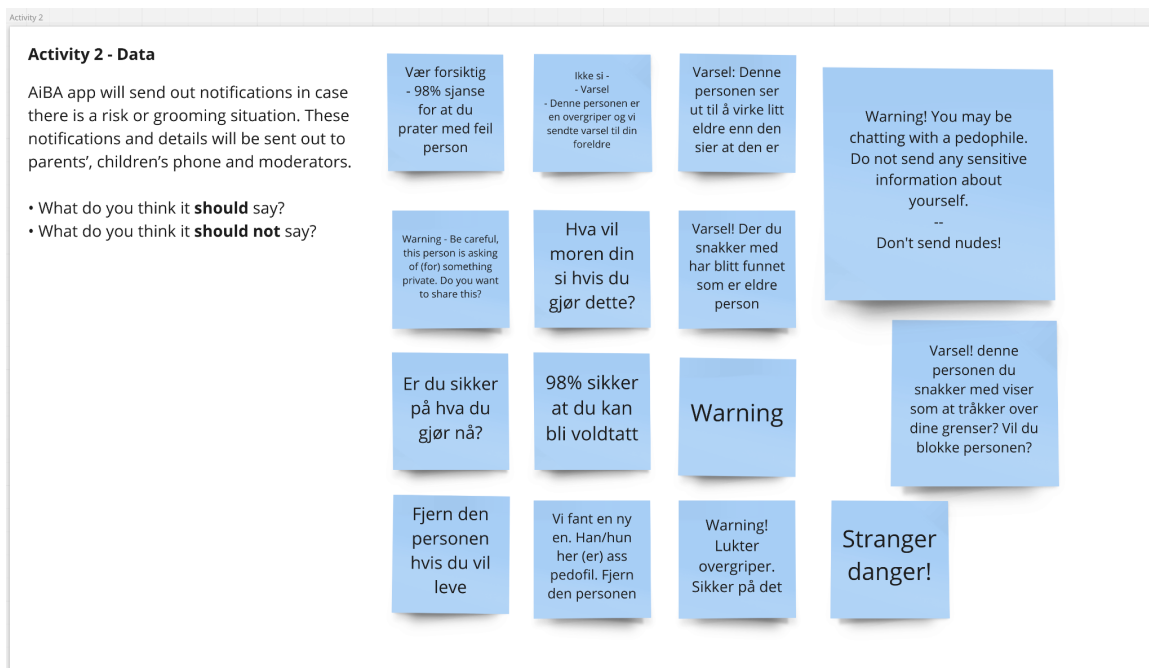 Activity 2
Activity 2 - Data
AiBA app will send out notifications in case
there is a risk or grooming situation. These
notifications and details will be sent out to
parents’, children’s phone and moderators.
• What do you think it should say?
• What do you think it should not say?
Vær forsiktig
- 98% sjanse
for at du
prater med feil
person
Ikke si -
- Varsel
- Denne personen er
en overgriper og vi
sendte varsel til din
foreldre
Varsel: Denne
personen ser
ut til å virke litt
eldre enn den
sier at den er
Warning! You may be
chatting with a pedophile.
Do not send any sensitive
information about
yourself.
--
Don't send nudes!
Warning - Be careful,
this person is asking
of (for) something
private. Do you want
to share this?
Hva vil
moren din
si hvis du
gjør dette?
Varsel! Der du
snakker med
har blitt funnet
som er eldre
person
Varsel! denne
personen du
snakker med viser
som at tråkker over
dine grenser? Vil du
blokke personen?
Er du sikker
på hva du
gjør nå?
98% sikker
at du kan
bli voldtatt
Warning
Fjern den
personen
hvis du vil
leve
Vi fant en ny
en. Han/hun
her (er) ass
pedofil. Fjern
den personen
Warning!
Lukter
overgriper.
Sikker på det
Stranger
danger!